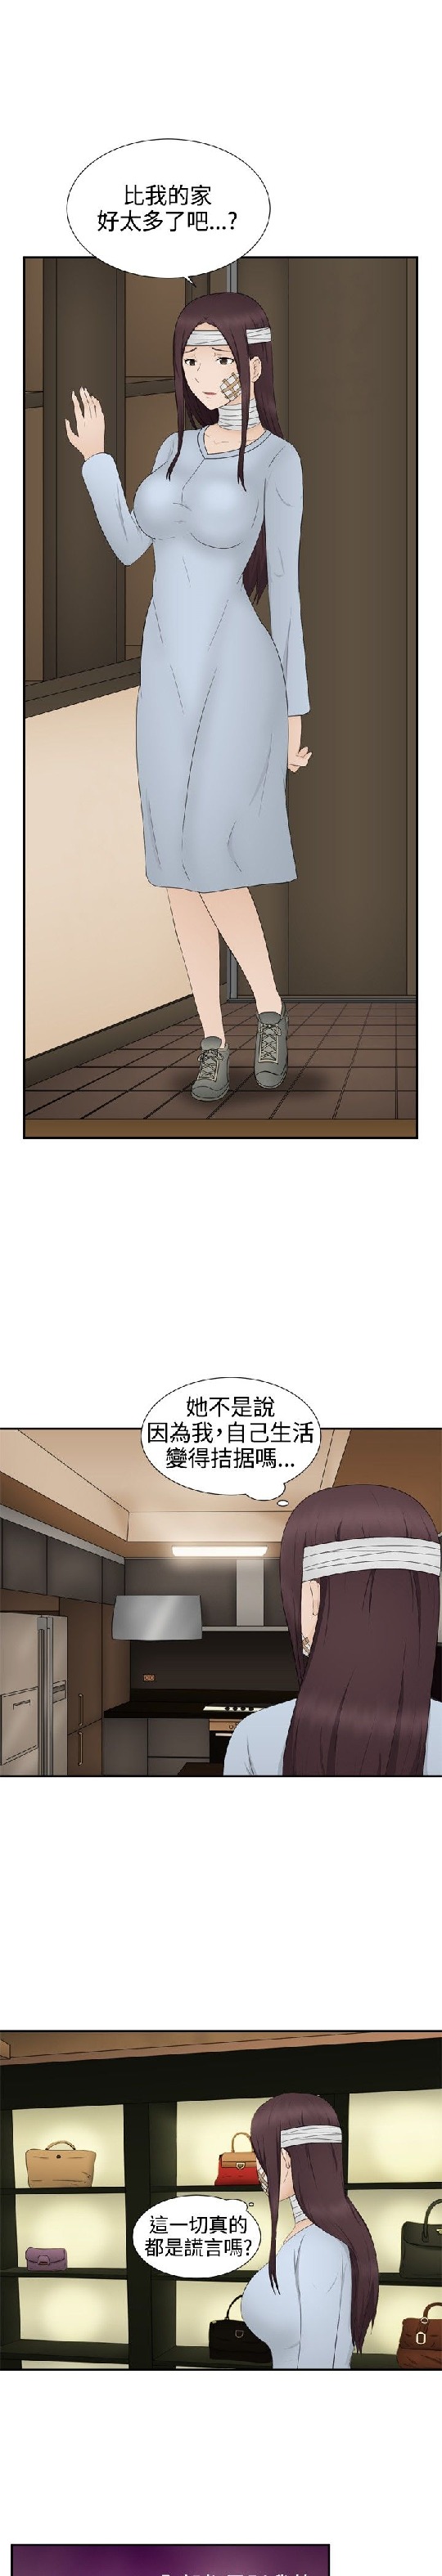 比我的家
好太多了吧...?
她不是說
因為我,自己生活
變得拮据嗎...
這一切真的
都是謊言嗎?